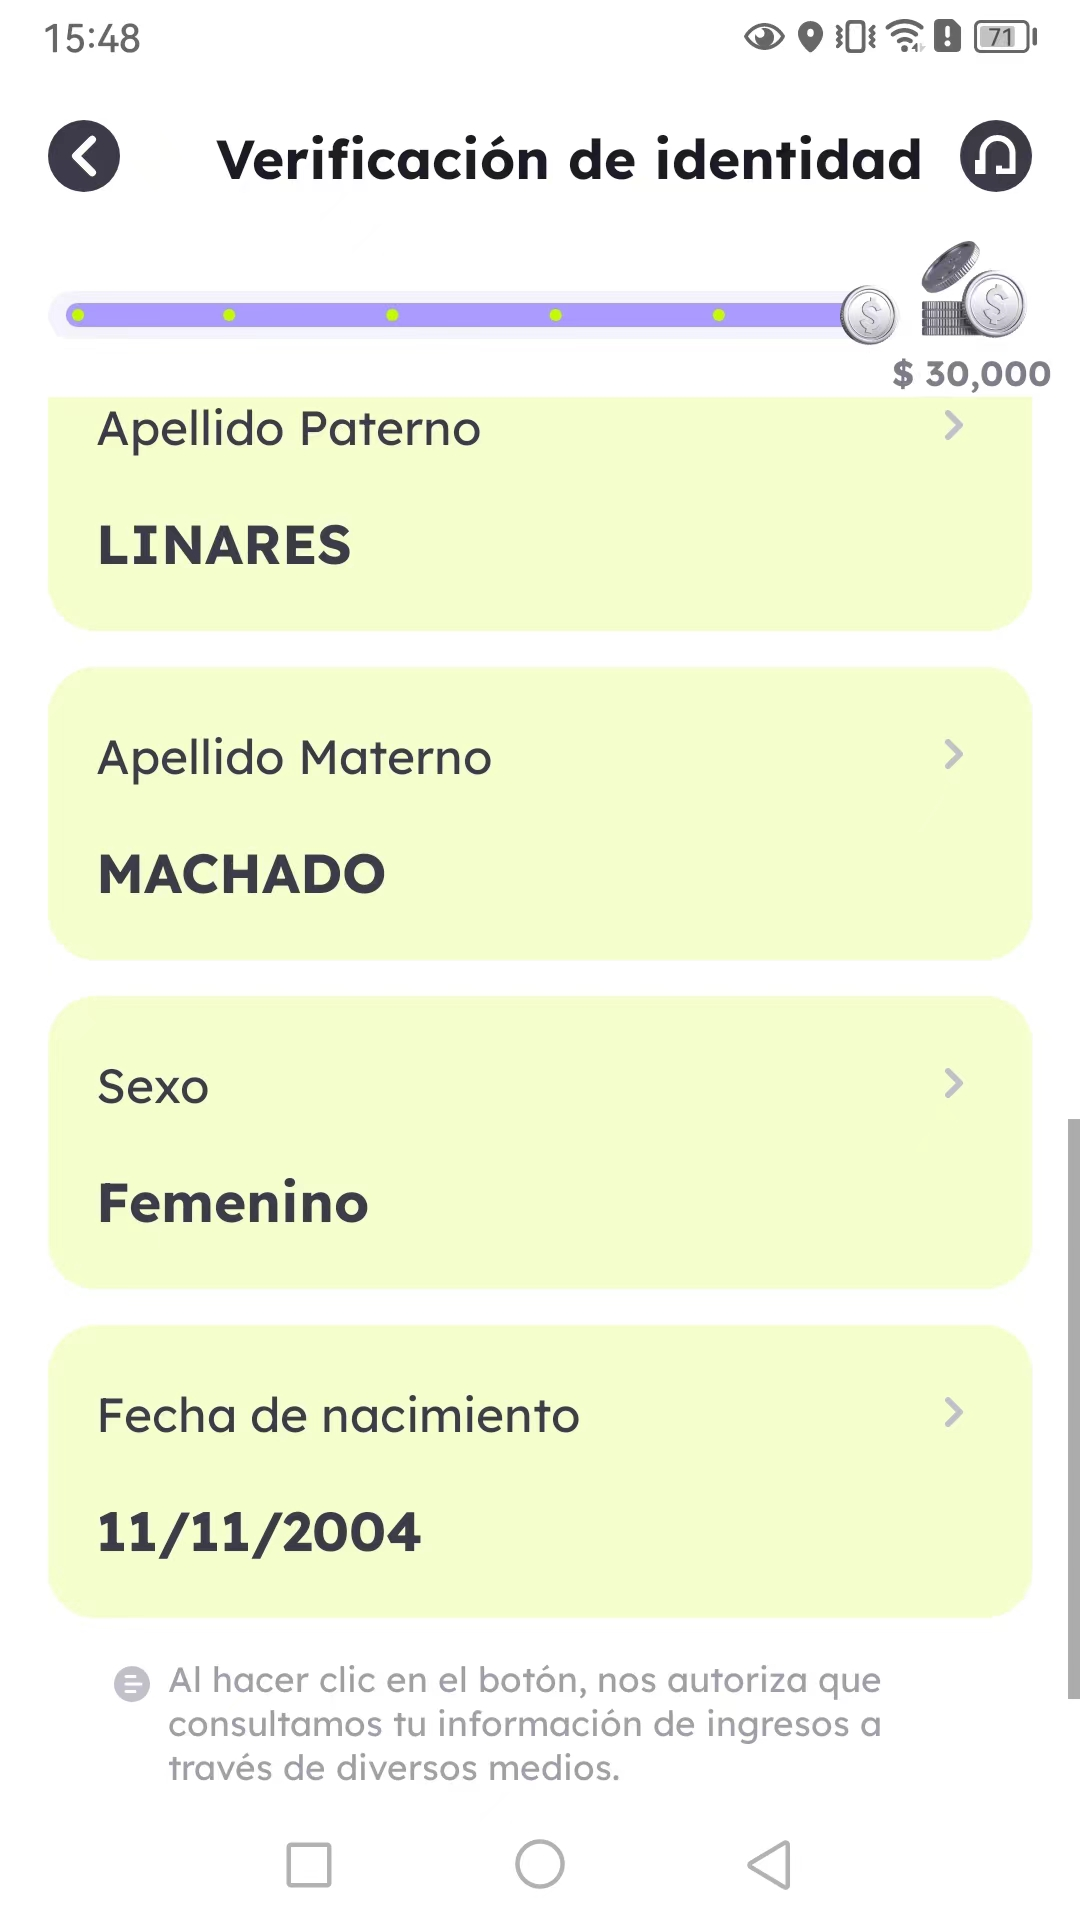 15:48
71
Verificación de identidad
$ 30,000
Apellido Paterno
LINARES
Apellido Materno
MACHADO
Sexo
Femenino
Fecha de nacimiento
11/11/2004
Al hacer clic en el botón, nos autoriza que
consultamos tu información de ingresos a
través de diversos medios.